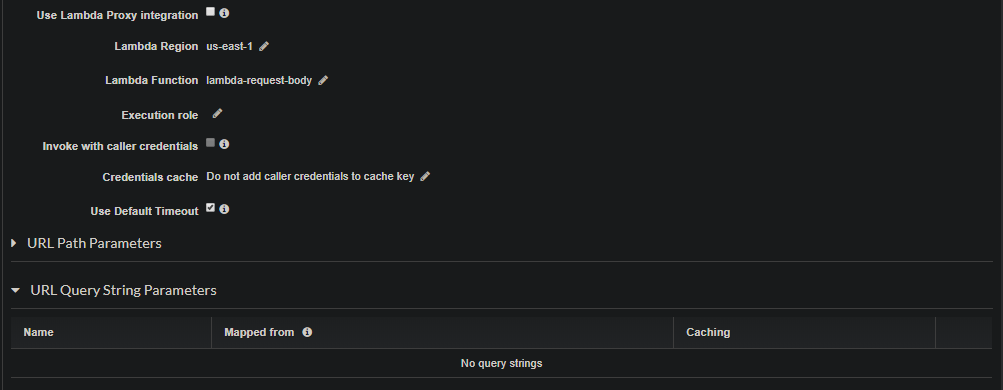 Use Lambda Proxy integration
Lambda Region us-east-1
Lambda Function lambda-request-body
Execution role
Invoke with caller credentials
Credentials cache Do not add caller credentials to cache key
Use Default Timeout
URL Path Parameters
URL Query String Parameters
Name Mapped from Caching
No query strings